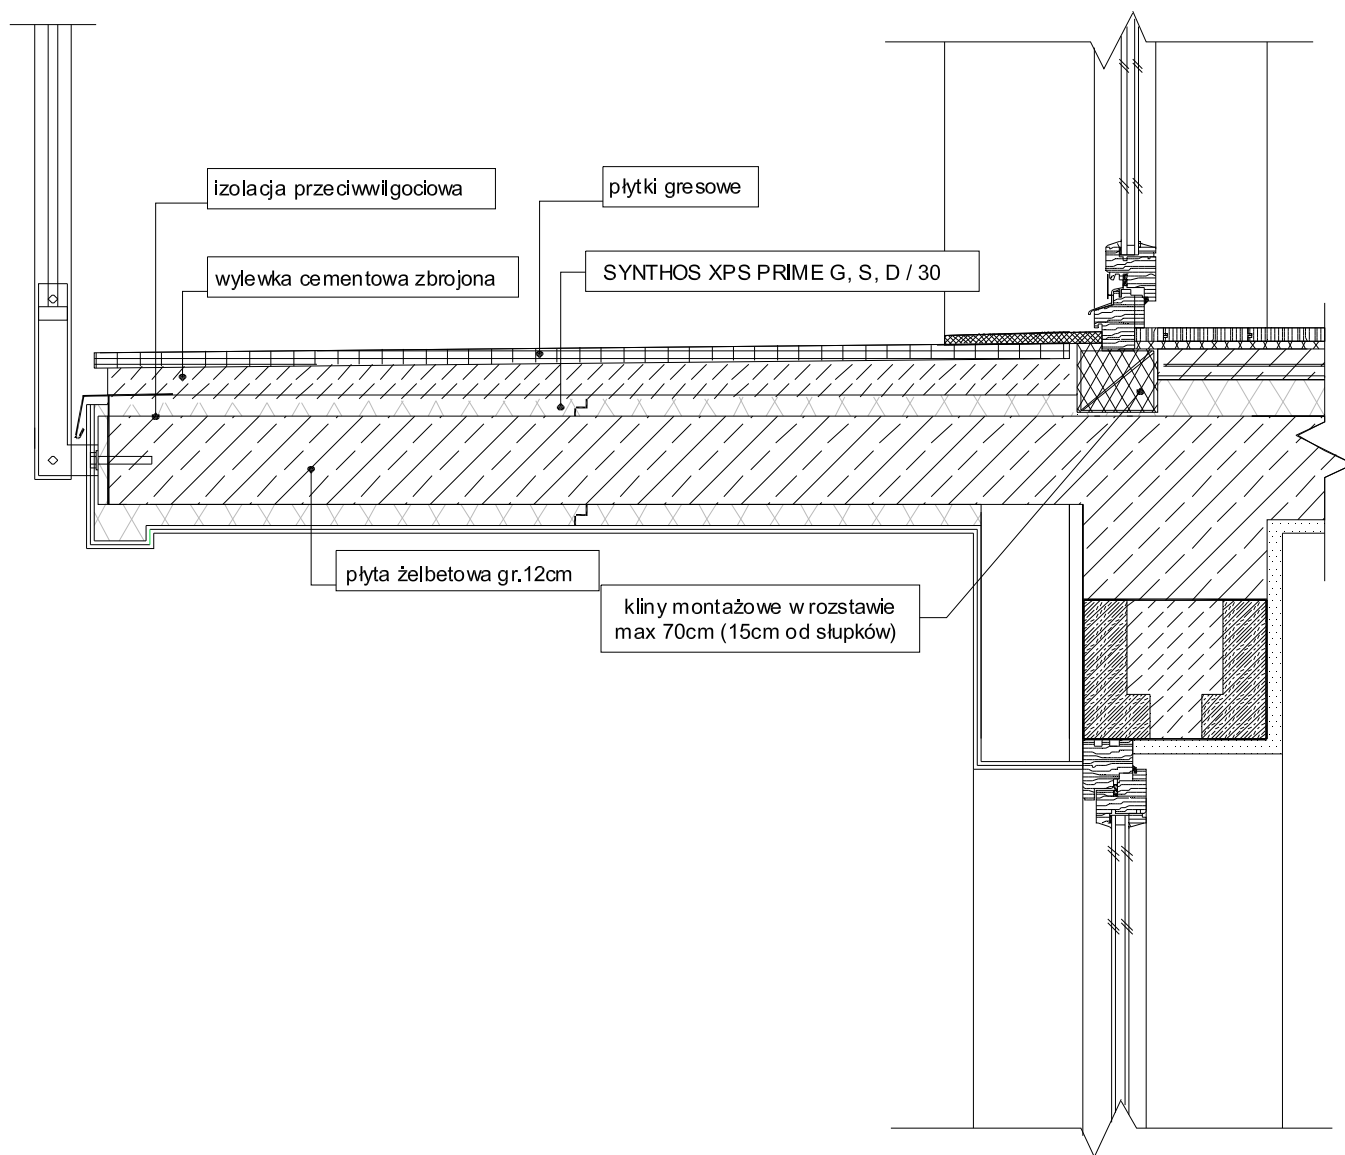 izolacja przeciwwilgociowa
płytki gresowe
wylewka cementowa zbrojona
SYNTHOS XPS PRIME G, S, D / 30
płyta żelbetowa gr.12cm
kliny montażowe w rozstawie
max 70cm (15cm od słupków)